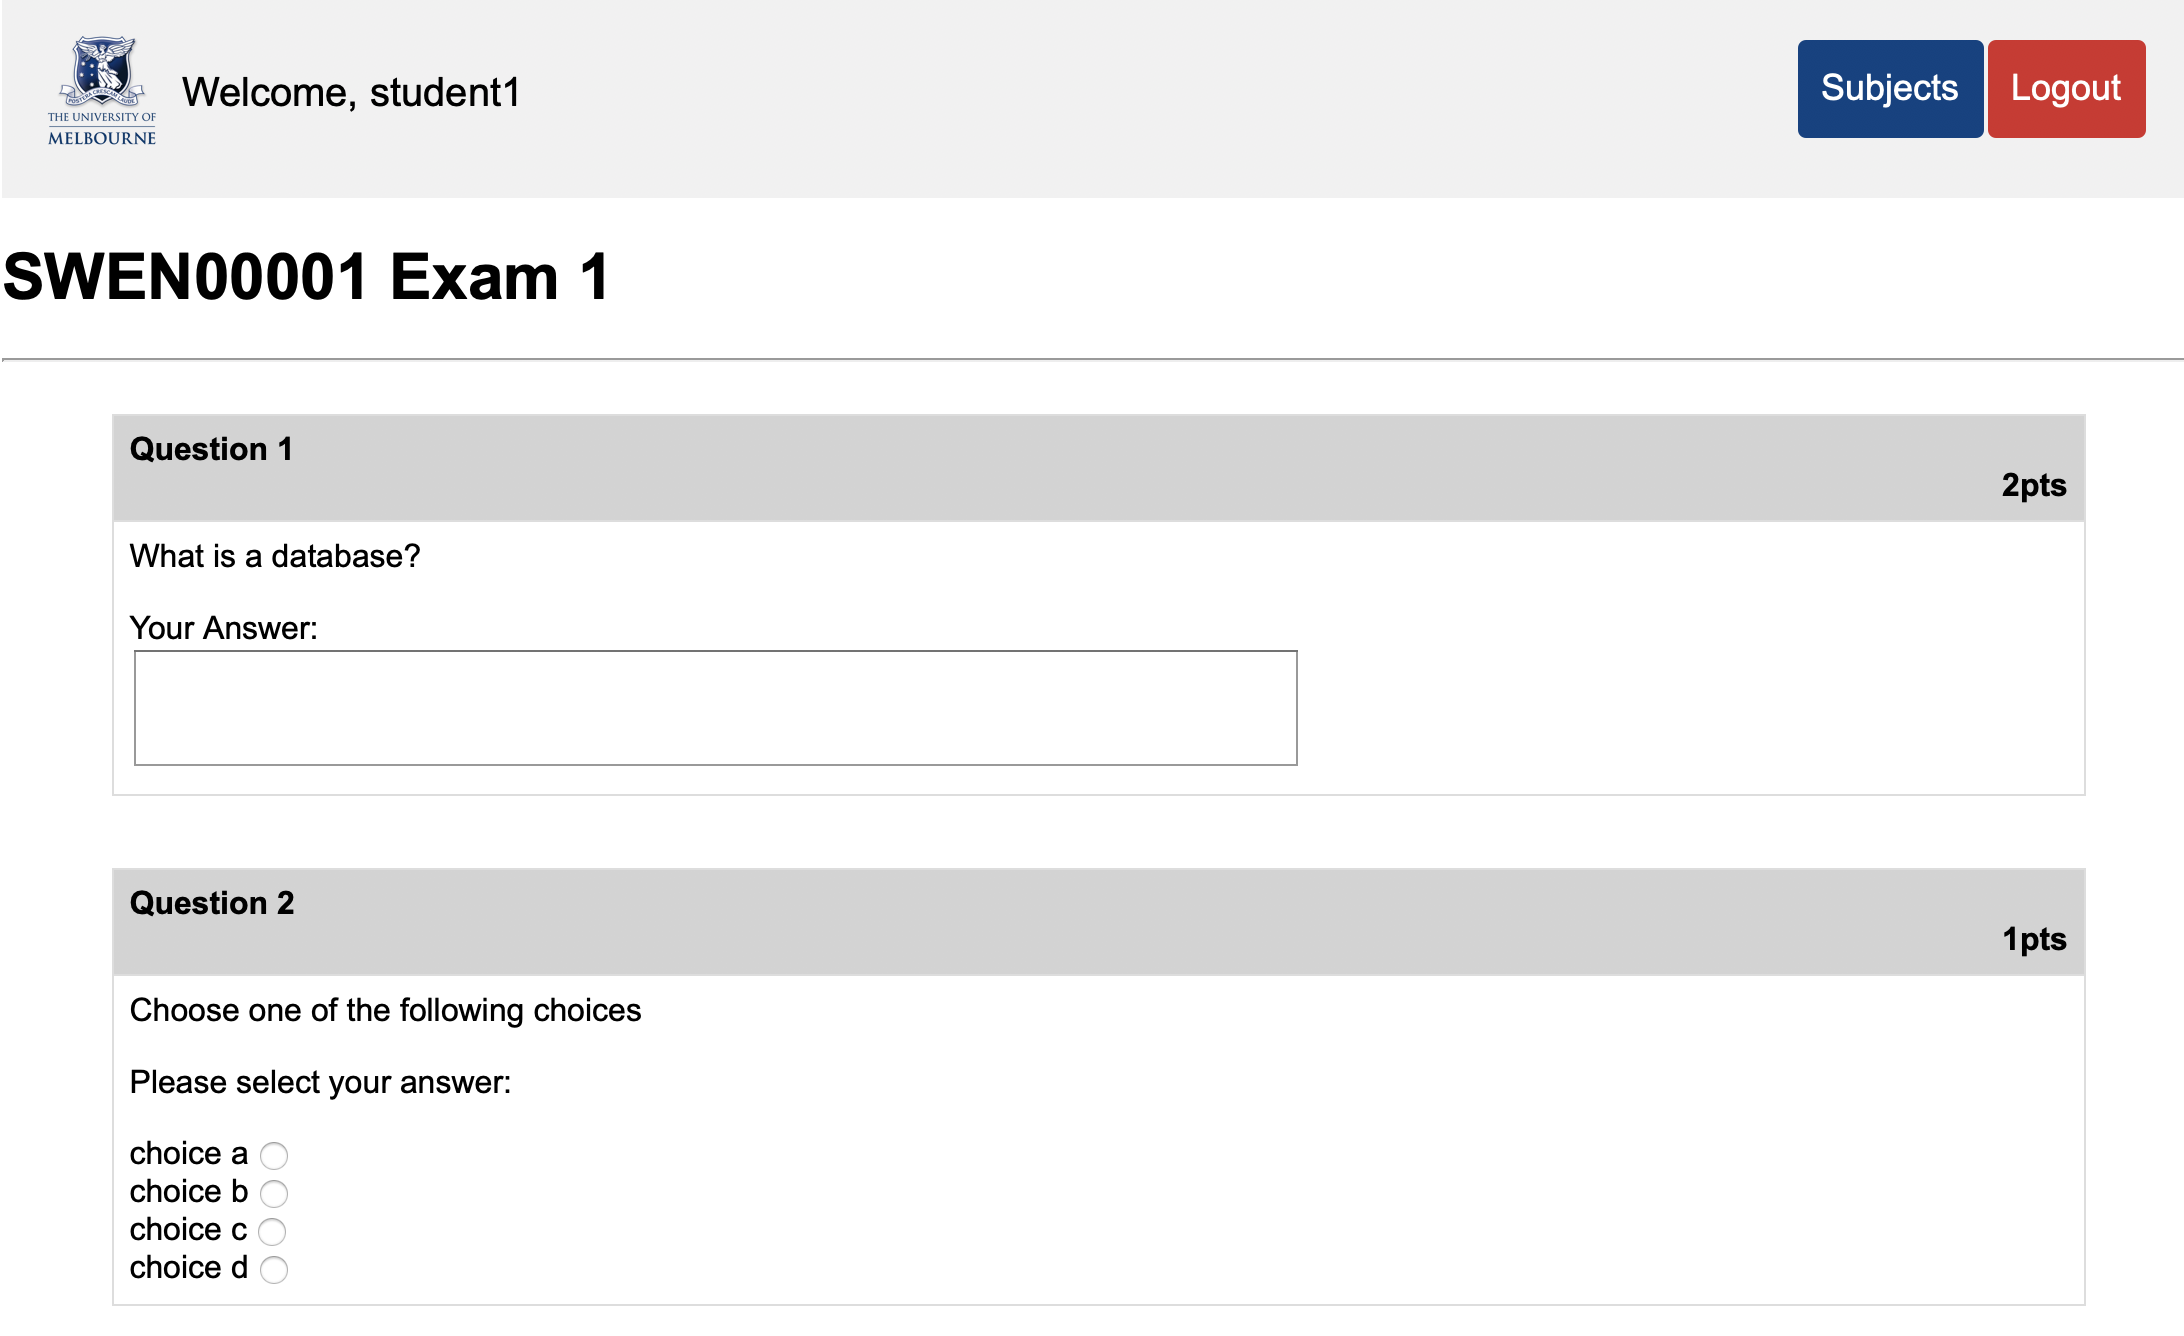 THE UNIVERSITY OF
MELBOURNE
Welcome, student1
Subjects
Logout
SWEN00001 Exam 1
Question 1
2pts
What is a database?
Your Answer:
Question 2
1pts
Choose one of the following choices
Please select your answer:
choice a
choice b
choice c
choice d